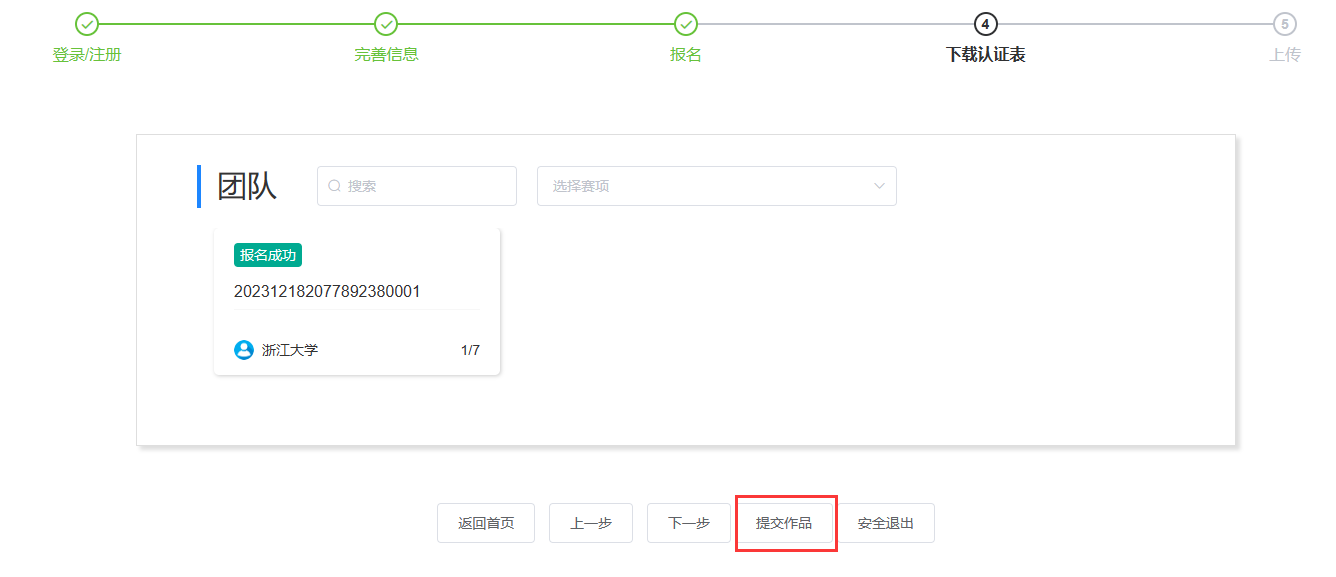 4
5
登录/注册
完善信息
报名
下载认证表
上传
团队
搜索
选择赛项
报名成功
202312182077892380001
浙江大学
1/7
返回首页
上一步
下一步
提交作品
安全退出